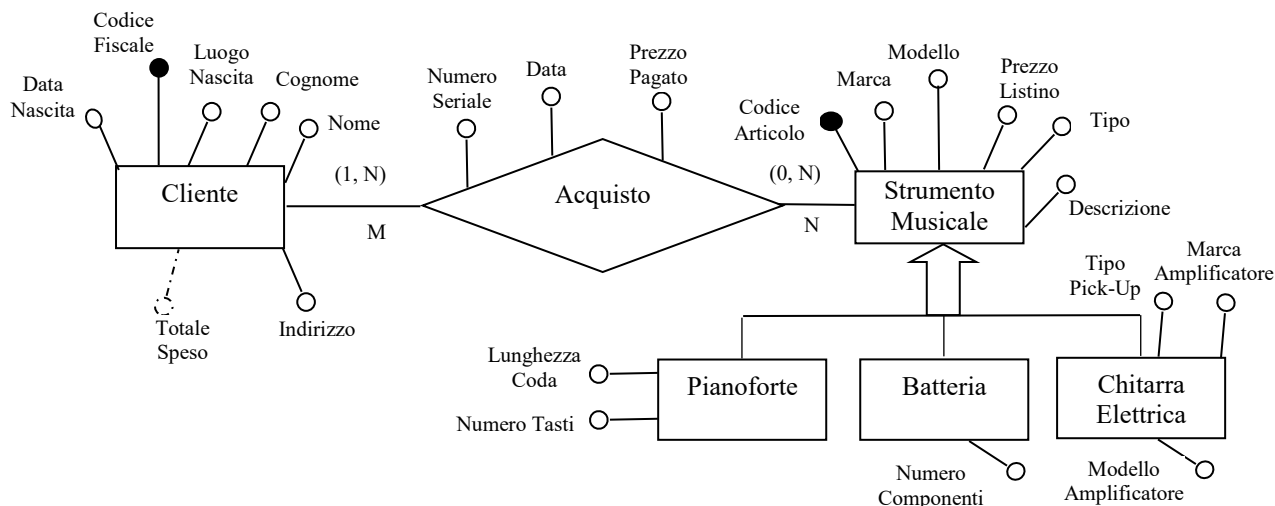 Codice
Fiscale
Luogo
Nascita
Cognome
Data
Nascita
Nome
Cliente
Totale
Speso
Indirizzo
(1, N)
M
Numero
Seriale
Data
Prezzo
Pagato
Acquisto
(0, N)
N
Codice
Articolo
Marca
Modello
Prezzo
Listino
Tipo
Strumento
Musicale
Descrizione
Tipo
Pick-Up
Marca
Amplificatore
Lunghezza
Coda
Numero Tasti
Pianoforte
Batteria
Chitarra
Elettrica
Numero
Componenti
Modello
Amplificatore